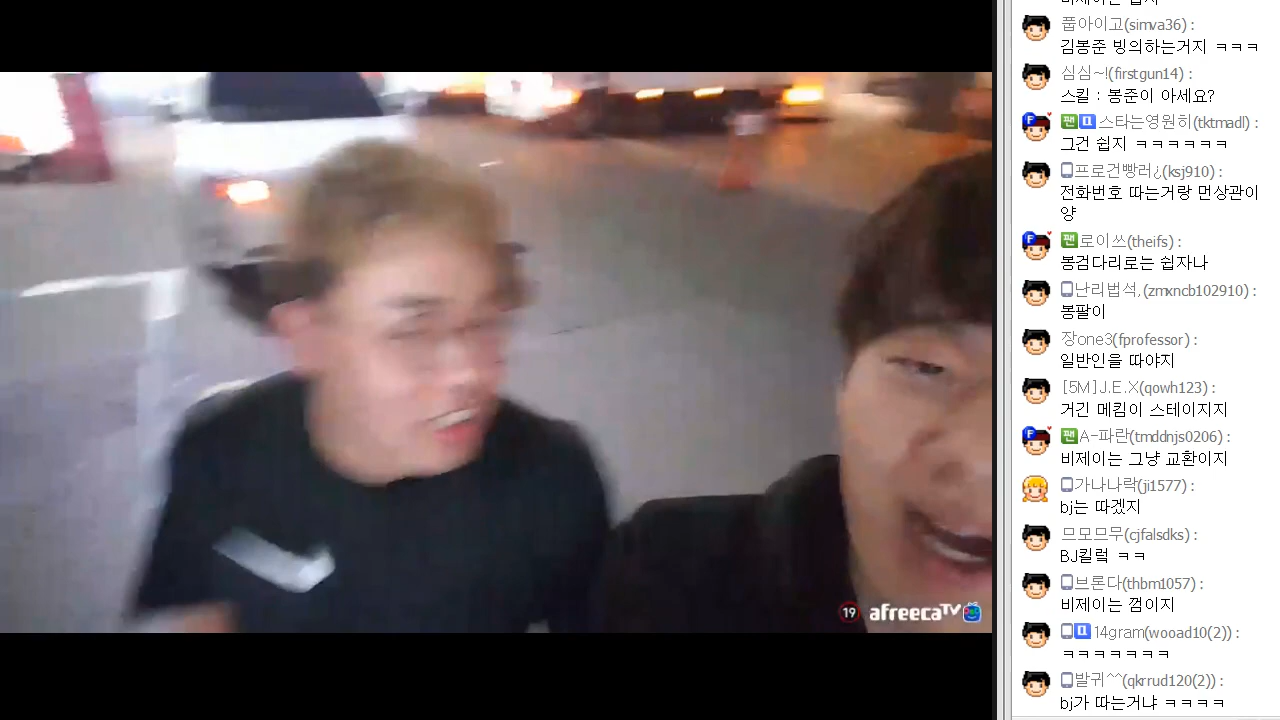 풉아이고(simva36) :
김봉준 빙의하는거지 ㅋㅋㅋ
심심~!(firstgun14) :
스킬 : 봉준이 아세요?
팬 스타는영원히(tktmadl) :
그건 쉽지 ㅋㅋㅋㅋㅋㅋ
프로건빵러¿(ksj910) :
전화번호 따는거랑 먼상관이
양
팬 로이쓰(theifs) :
봉검다리로는 쉽자나
난리법석,(zmxncb102910) :
봉팔이
장one3(fprofessor) :
일반인을 따야지
[5M]J.E.X(qowh123) :
거긴 메킨이 스테이지지
팬 A-파란(tmddnjs0206) :
비제이는 그냥 교환이지
가나나락(ji1577) :
bj는 따겠지
므모므무(cjfalsdks) :
BJ킬럭 ㅋㅋ
브론다(thbm1057) :
비제이는 껌이지
14gram(wooad10(2)) :
ㅋㅋㅋㅋㅋㅋㅋ
발귀^^(qkrrud120(2)) :
bj가 따는거냐 ㅋㅋㅋㅋ
19 afreecaTV